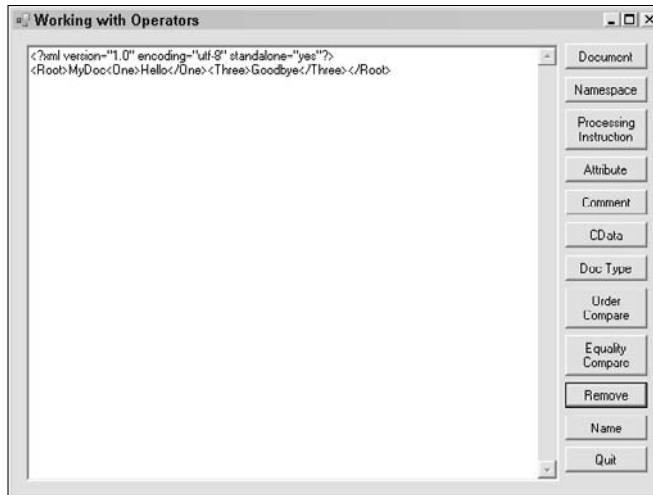 Working with Operators
<?xml version="1.0" encoding="utf-8" standalone="yes"?>
<Root>MyDoc<One>Hello</One><Three>Goodbye</Three></Root>
Document
Namespace
Processing
Instruction
Attribute
Comment
CData
Doc Type
Order
Compare
Equality
Compare
Remove
Name
Quit